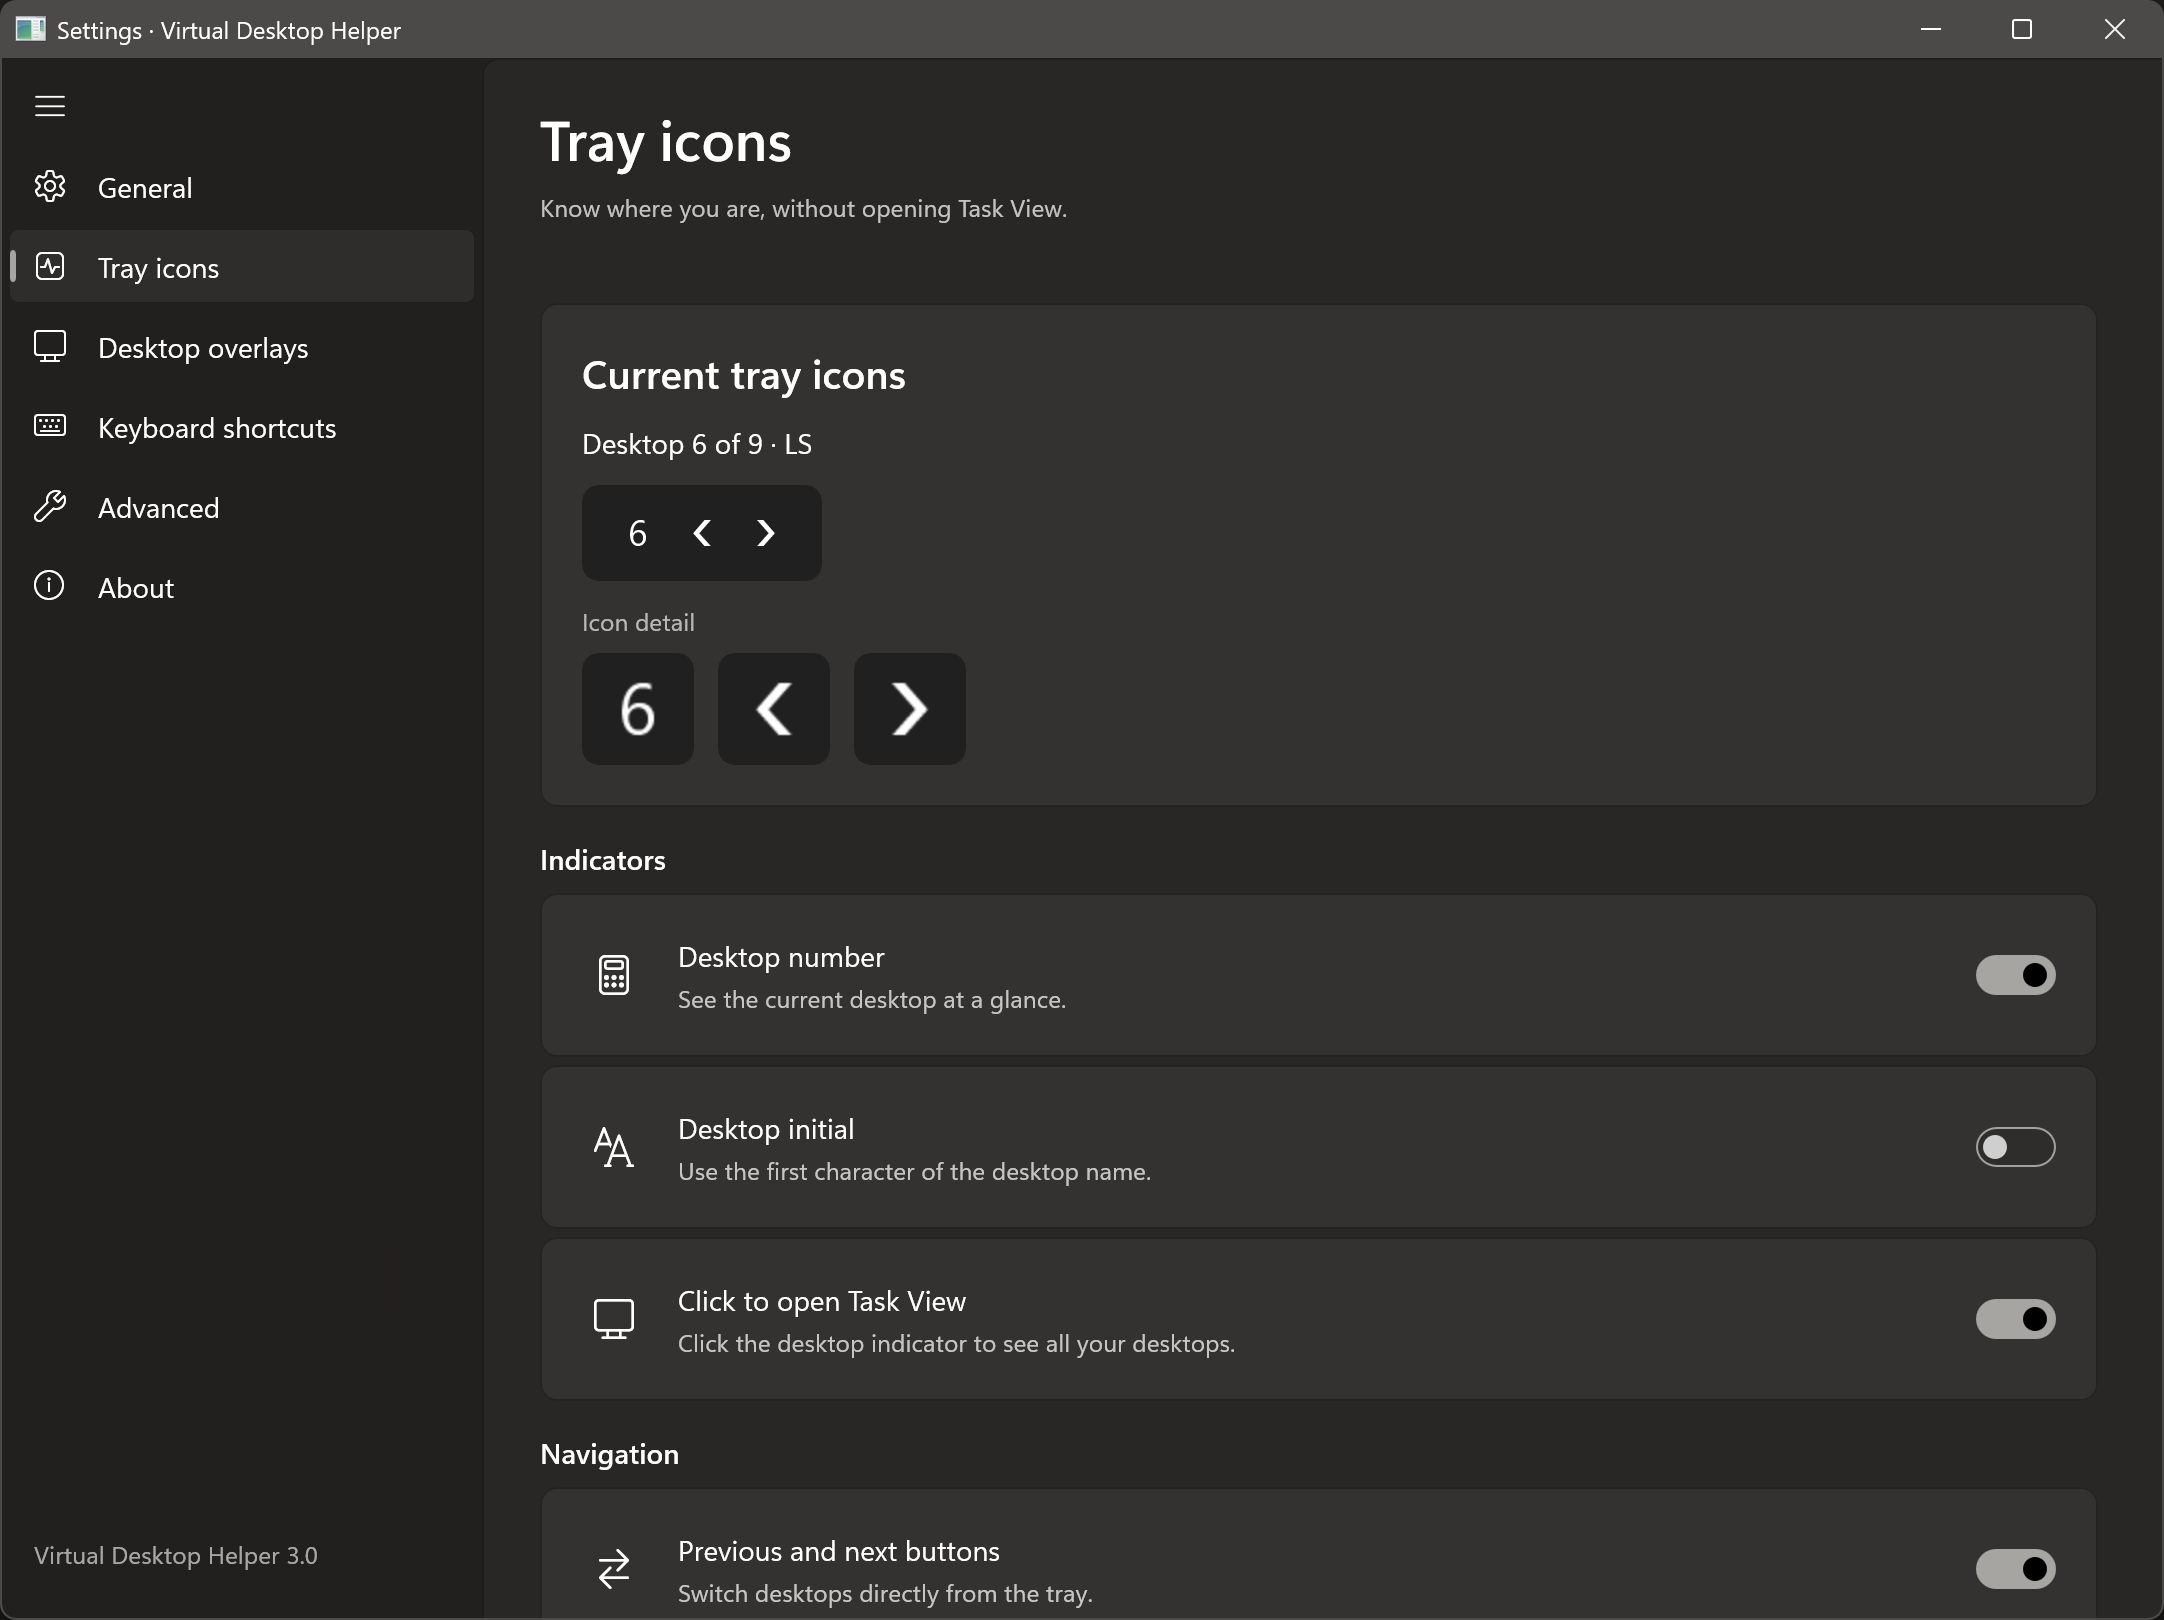 Settings · Virtual Desktop Helper
General
Tray icons
Desktop overlays
Keyboard shortcuts
Advanced
About
Virtual Desktop Helper 3.0
Tray icons
Know where you are, without opening Task View.
Current tray icons
Desktop 6 of 9 · LS
6
Icon detail
6
Indicators
Desktop number
See the current desktop at a glance.
Desktop initial
Use the first character of the desktop name.
Click to open Task View
Click the desktop indicator to see all your desktops.
Navigation
Previous and next buttons
Switch desktops directly from the tray.